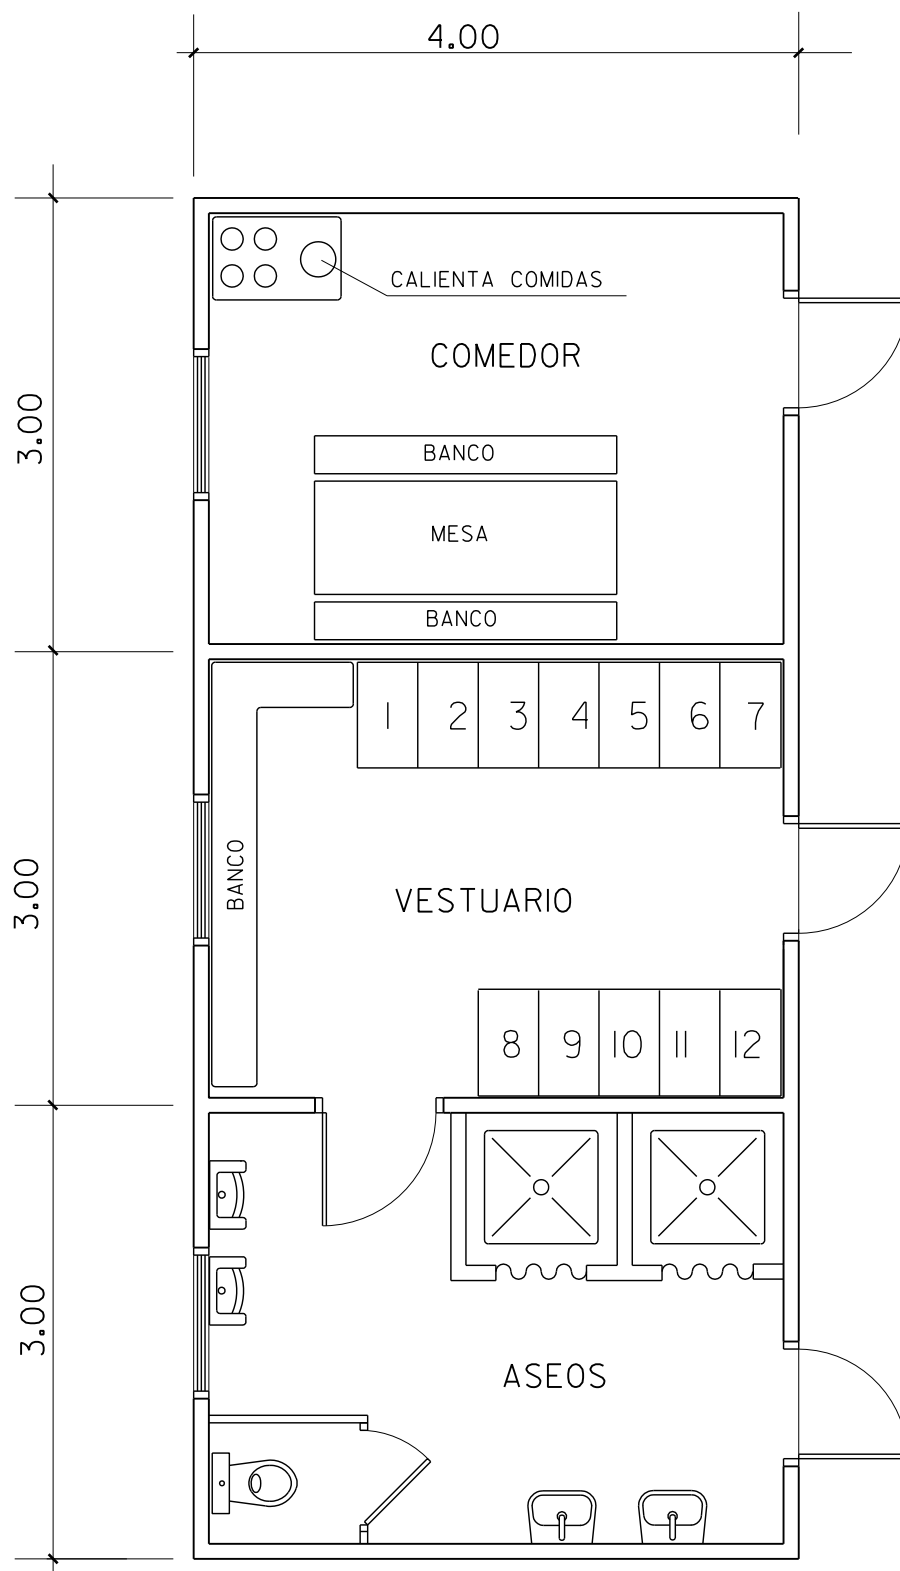 4.00
CALIENTA COMIDAS
COMEDOR
3.00
BANCO
MESA
BANCO
1 2 3 4 5 6 7
3.00
BANCO
VESTUARIO
8 9 10 11 12
3.00
ASEOS